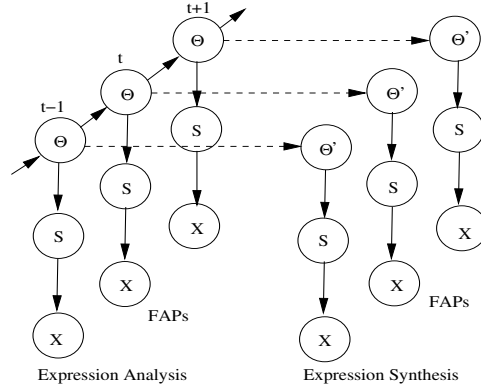 t+1
Θ
Θ'
t
Θ
Θ'
S
S
t-1
Θ
Θ'
S
S
X
X
S
S
X
X
FAPs
FAPs
X
X
Expression Analysis
Expression Synthesis